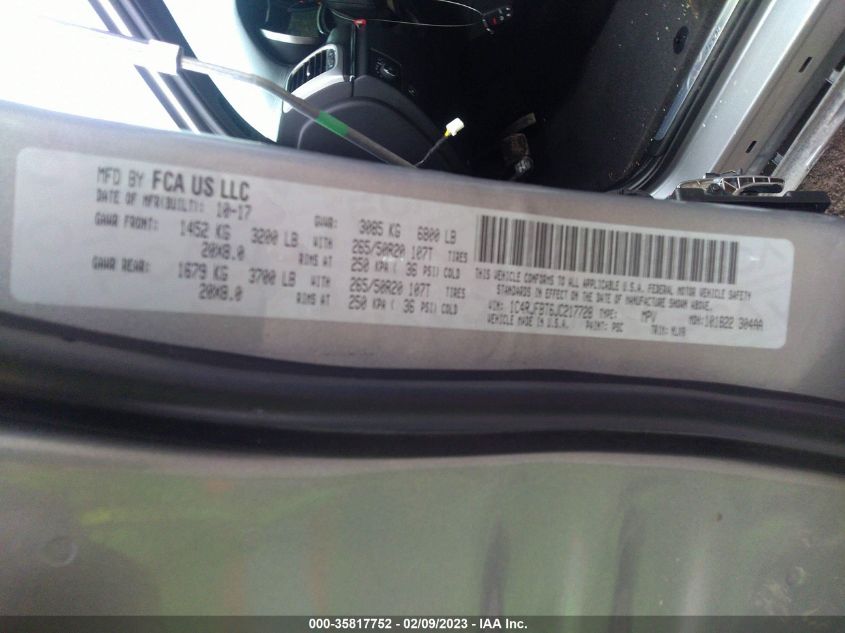 MFD BY FCA US LLC
DATE OF MFR(BUILT): 10-17
GVWR: 3085 KG 6800 LB
GAWR FRONT: 1452 KG 3200 LB WITH 265/50R20 107T TIRES
20X8.0 RIMS AT 250 KPA ( 36 PSI) COLD
GAWR REAR: 1679 KG 3700 LB WITH 265/50R20 107T TIRES
20X8.0 RIMS AT 250 KPA ( 36 PSI) COLD
THIS VEHICLE CONFORMS TO ALL APPLICABLE U.S.A. FEDERAL MOTOR VEHICLE SAFETY
STANDARDS IN EFFECT ON THE DATE OF MANUFACTURE SHOWN ABOVE.
VIN: 1C4RJFBT6JC217728 TYPE: MPV MDH: 101822 304AA
VEHICLE MADE IN U.S.A. PAINT: PSC TRIM:
000-35817752 - 02/09/2023 - IAA Inc.